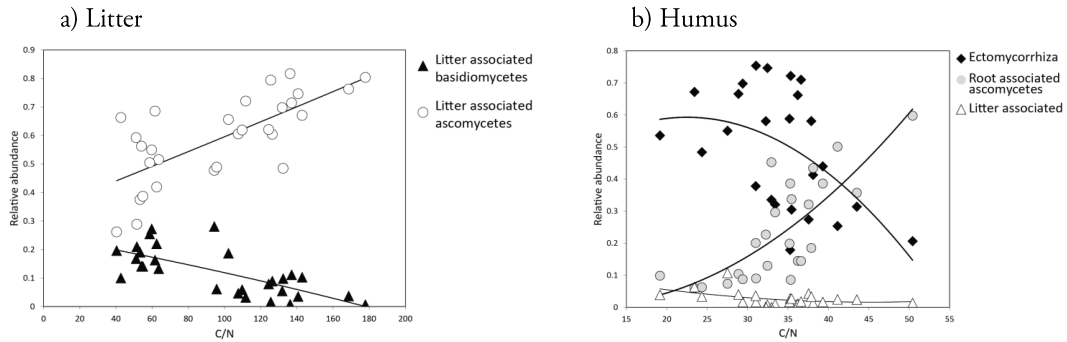 a) Litter
0.9
0.8
0.7
0.6
0.5
0.4
0.3
0.2
0.1
0
Relative abundance
0 20 40 60 80 100 120 140 160 180 200
C/N
Litter associated
basidiomycetes
Litter associated
ascomycetes
b) Humus
0.8
0.7
0.6
0.5
0.4
0.3
0.2
0.1
0
Relative abundance
15 20 25 30 35 40 45 50 55
C/N
Ectomycorrhiza
Root associated
ascomycetes
Litter associated